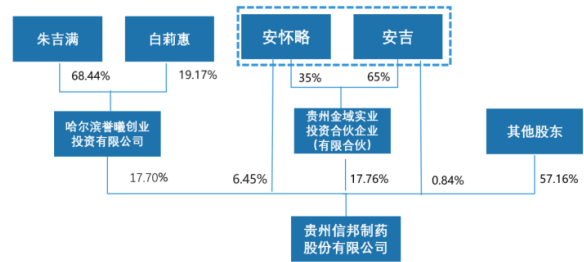 朱吉满
白莉惠
安怀略
安吉
68.44%
19.17%
35%
65%
哈尔滨誉曦创业
投资有限公司
贵州金域实业
投资合伙企业
(有限合伙)
其他股东
17.70%
6.45%
17.76%
0.84%
57.16%
贵州信邦制药
股份有限公司